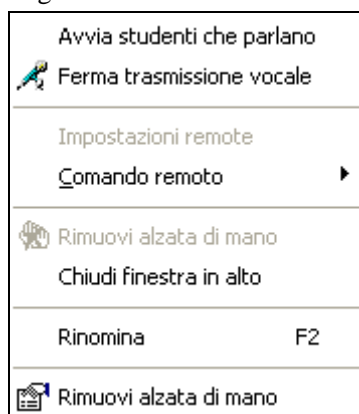 Avvia studenti che parlano
Ferma trasmissione vocale
Impostazioni remote
Comando remoto
Rimuovi alzata di mano
Chiudi finestra in alto
Rinomina F2
Rimuovi alzata di mano